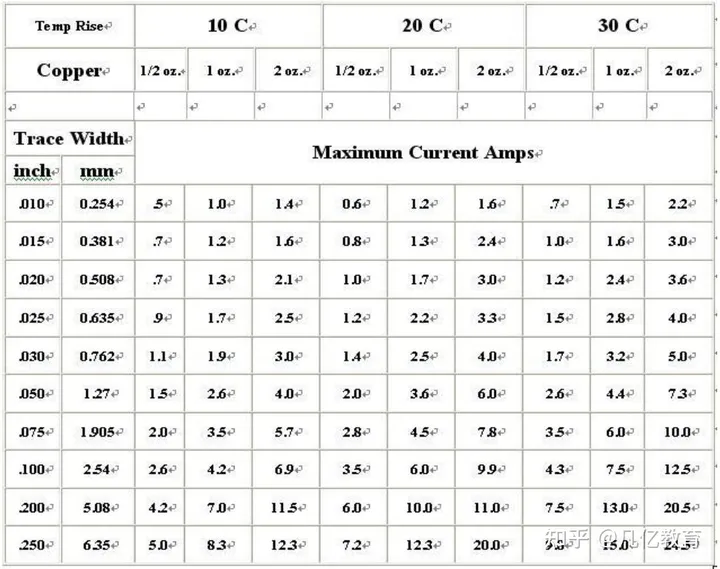 Temp Rise 10 C 20 C 30 C
Copper 1/2 oz. 1 oz. 2 oz. 1/2 oz. 1 oz. 2 oz. 1/2 oz. 1 oz. 2 oz.
Trace Width Maximum Current Amps
inch mm
.010 0.254 .5 1.0 1.4 0.6 1.2 1.6 .7 1.5 2.2
.015 0.381 .7 1.2 1.6 0.8 1.3 2.4 1.0 1.6 3.0
.020 0.508 .7 1.3 2.1 1.0 1.7 3.0 1.2 2.4 3.6
.025 0.635 .9 1.7 2.5 1.2 2.2 3.3 1.5 2.8 4.0
.030 0.762 1.1 1.9 3.0 1.4 2.5 4.0 1.7 3.2 5.0
.050 1.27 1.5 2.6 4.0 2.0 3.6 6.0 2.6 4.4 7.3
.075 1.905 2.0 3.5 5.7 2.8 4.5 7.8 3.5 6.0 10.0
.100 2.54 2.6 4.2 6.9 3.5 6.0 9.9 4.3 7.5 12.5
.200 5.08 4.2 7.0 11.5 6.0 10.0 11.0 7.5 13.0 20.5
.250 6.35 5.0 8.3 12.3 7.2 12.3 20.0 15.0 24.5
知乎 @凡亿教育